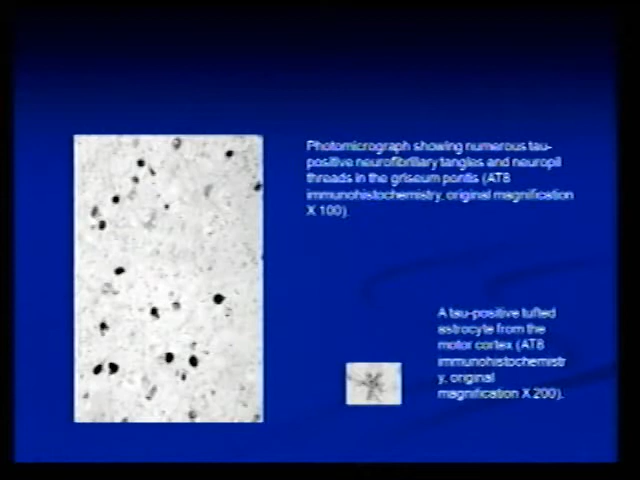 Photomicrograph showing numerous tau-
positive neurofibrillary tangles and neuropil
threads in the griseum pontis (AT8
immunohistochemistry, original magnification
X 100).
A tau-positive tufted
astrocyte from the
motor cortex (AT8
immunohistochemistr
y, original
magnification X 200).